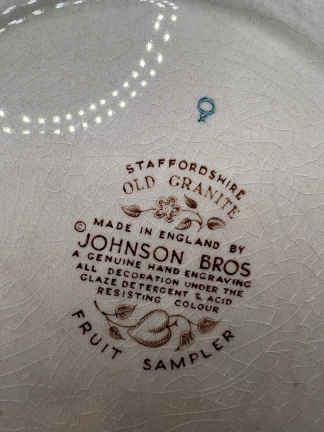 STAFFORDSHIRE
OLD GRANITE
© MADE IN ENGLAND BY
JOHNSON BROS
A GENUINE HAND ENGRAVING
ALL DECORATION UNDER THE
GLAZE DETERGENT & ACID
RESISTING COLOUR
FRUIT SAMPLER